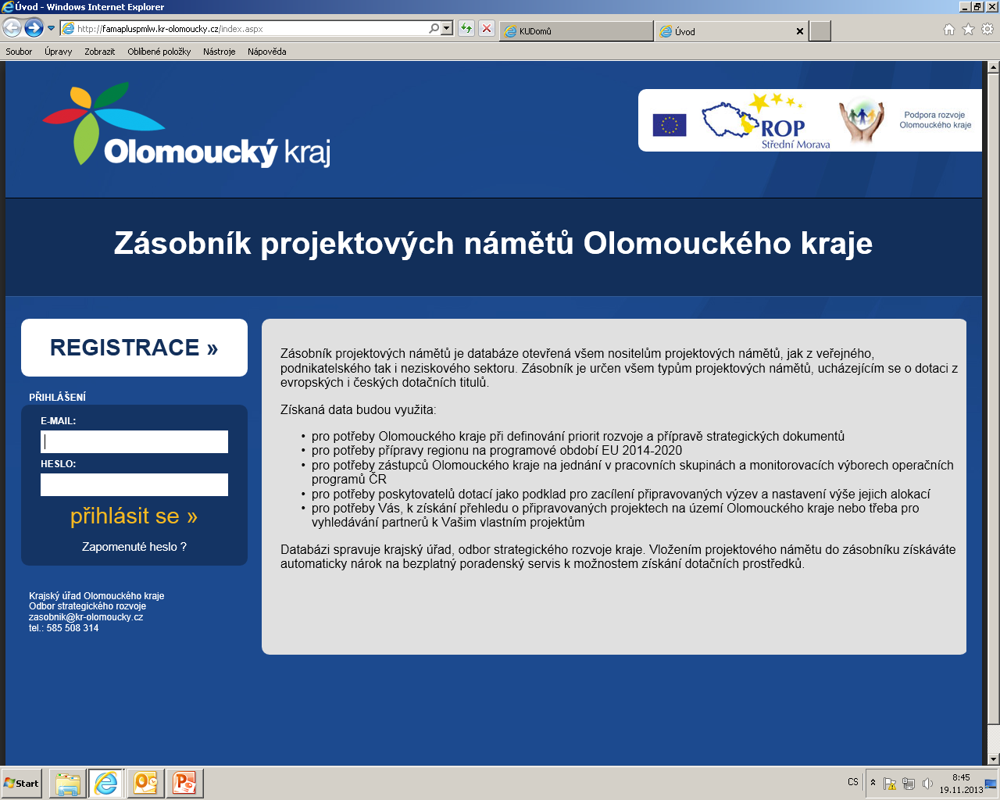 Úvod - Windows Internet Explorer
http://famapluspmlw.kr-olomoucky.cz/index.aspx
KUDomů
Úvod
Soubor Úpravy Zobrazit Oblíbené položky Nástroje Nápověda
Olomoucký kraj
ROP
Střední Morava
Podpora rozvoje
Olomouckého kraje
Zásobník projektových námětů Olomouckého kraje
REGISTRACE »
PŘIHLÁŠENÍ
E-MAIL:
HESLO:
přihlásit se »
Zapomenuté heslo ?
Krajský úřad Olomouckého kraje
Odbor strategického rozvoje
zasobnik@kr-olomoucky.cz
tel.: 585 508 314
Zásobník projektových námětů je databáze otevřená všem nositelům projektových námětů, jak z veřejného,
podnikatelského tak i neziskového sektoru. Zásobník je určen všem typům projektových námětů, ucházejícím se o dotaci z
evropských i českých dotačních titulů.
Získaná data budou využita:
• pro potřeby Olomouckého kraje při definování priorit rozvoje a přípravě strategických dokumentů
• pro potřeby přípravy regionu na programové období EU 2014-2020
• pro potřeby zástupců Olomouckého kraje na jednání v pracovních skupinách a monitorovacích výborech operačních
programů ČR
• pro potřeby poskytovatelů dotací jako podklad pro zacílení připravovaných výzev a nastavení výše jejich alokací
• pro potřeby Vás, k získání přehledu o připravovaných projektech na území Olomouckého kraje nebo třeba pro
vyhledávání partnerů k Vašim vlastním projektům
Databázi spravuje krajský úřad, odbor strategického rozvoje kraje. Vložením projektového námětu do zásobníku získáváte
automaticky nárok na bezplatný poradenský servis k možnostem získání dotačních prostředků.
Start
CS
8:45
19.11.2013